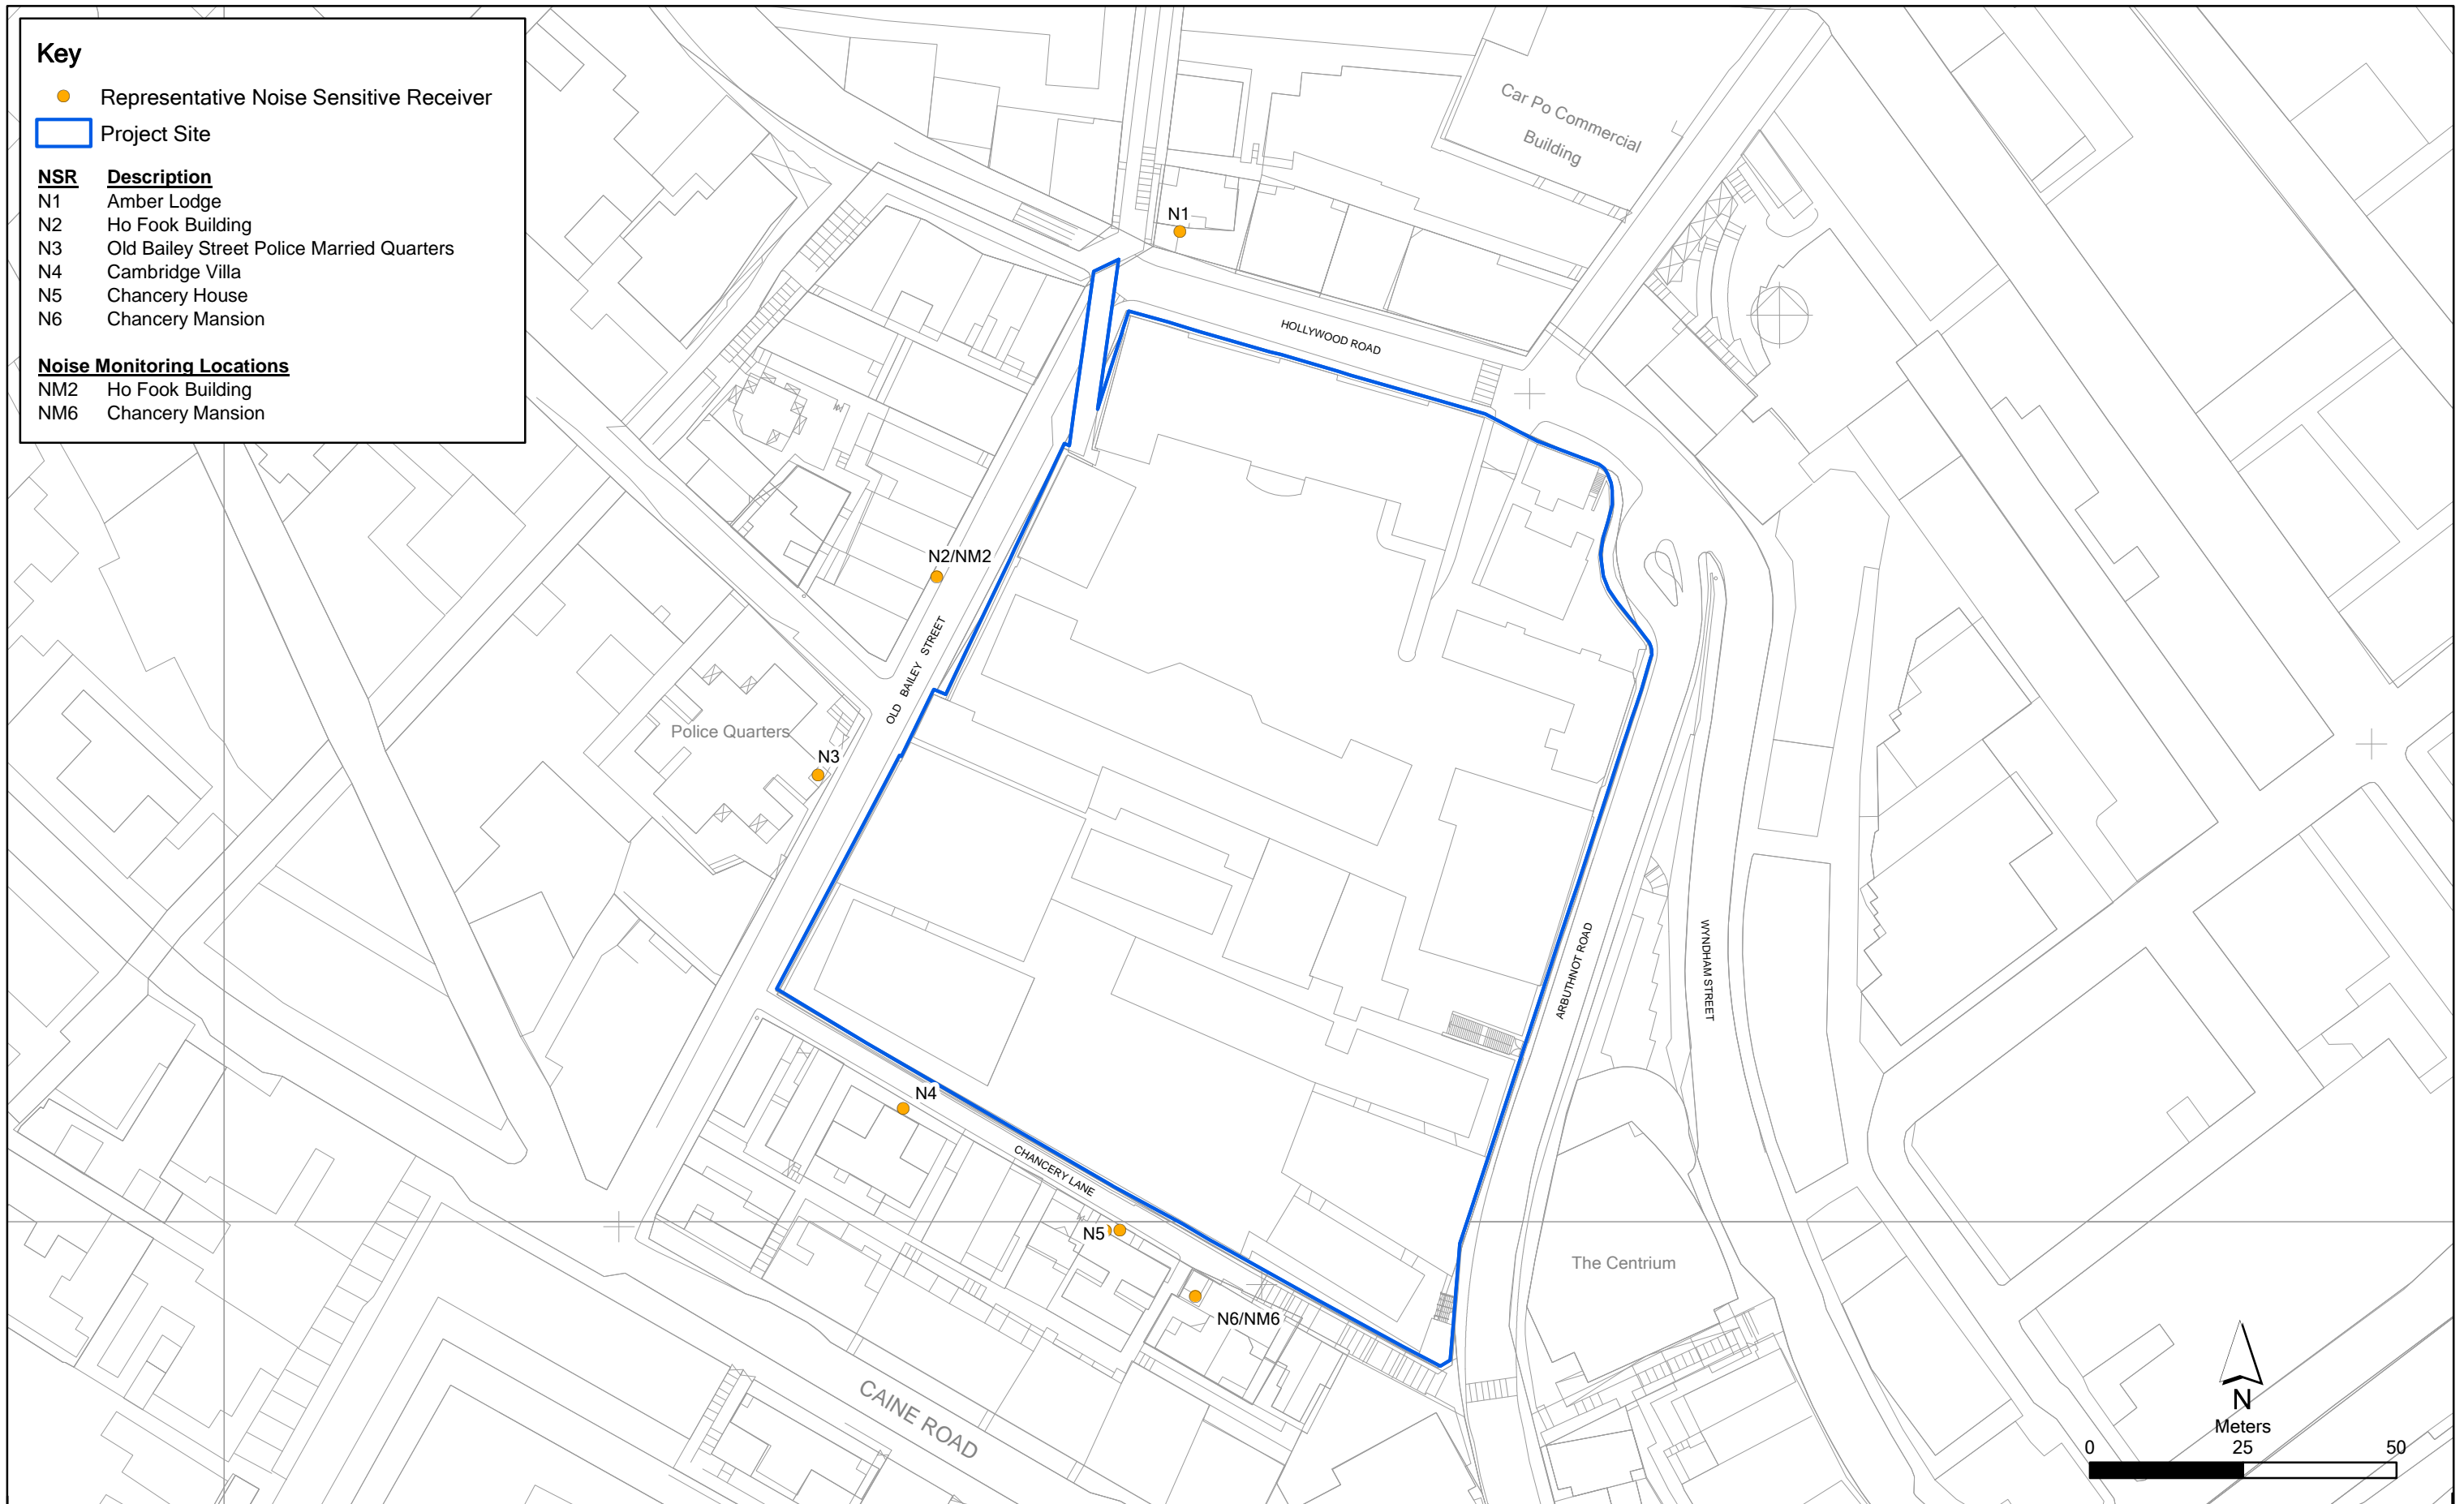 Key
Representative Noise Sensitive Receiver
Project Site
NSR Description
N1 Amber Lodge
N2 Ho Fook Building
N3 Old Bailey Street Police Married Quarters
N4 Cambridge Villa
N5 Chancery House
N6 Chancery Mansion
Noise Monitoring Locations
NM2 Ho Fook Building
NM6 Chancery Mansion
Car Po Commercial
Building
N1
HOLLYWOOD ROAD
N2/NM2
OLD BAILEY STREET
Police Quarters
N3
WYNDHAM STREET
ARBUTHNOT ROAD
N4
CHANCERY LANE
N5
The Centrium
N6/NM6
CAINE ROAD
N
Meters
0 25 50